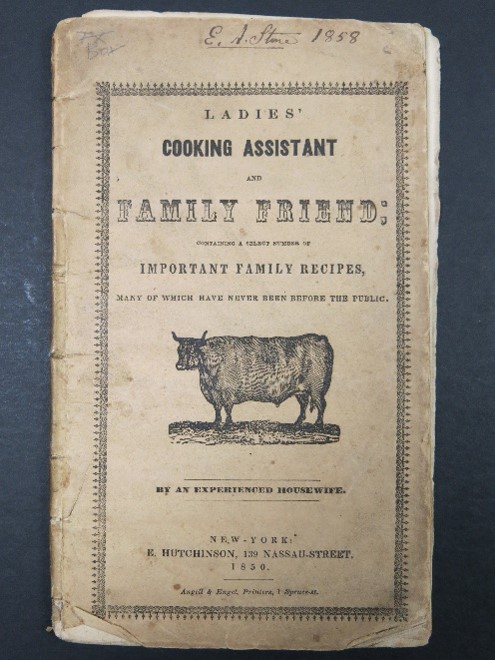 E. A. Stone 1858
LADIES'
COOKING ASSISTANT
AND
FAMILY FRIEND;
CONTAINING A SELECT NUMBER OF
IMPORTANT FAMILY RECIPES,
MANY OF WHICH HAVE NEVER BEEN BEFORE THE PUBLIC.
BY AN EXPERIENCED HOUSEWIFE.
NEW-YORK:
E. HUTCHINSON, 139 NASSAU-STREET.
1850.
Angell & Engel, Printers, 1 Spruce-st.